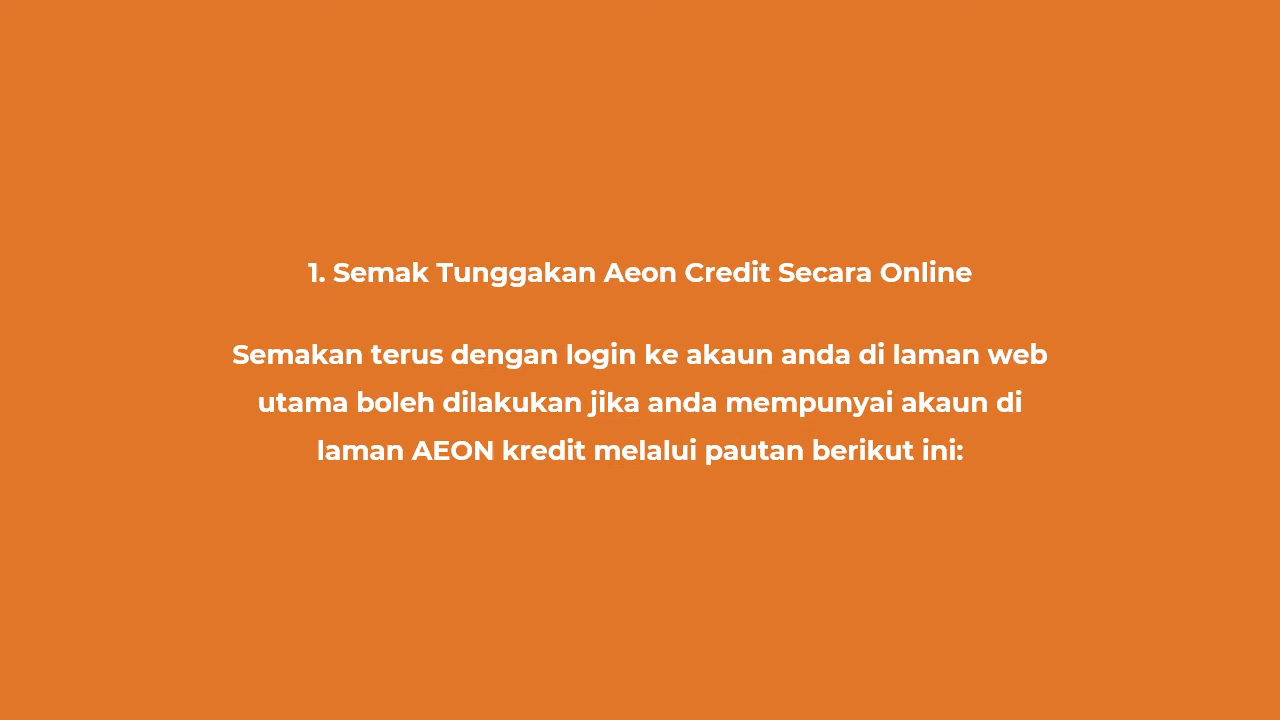 1. Semak Tunggakan Aeon Credit Secara Online
Semakan terus dengan login ke akaun anda di laman web
utama boleh dilakukan jika anda mempunyai akaun di
laman AEON kredit melalui pautan berikut ini: